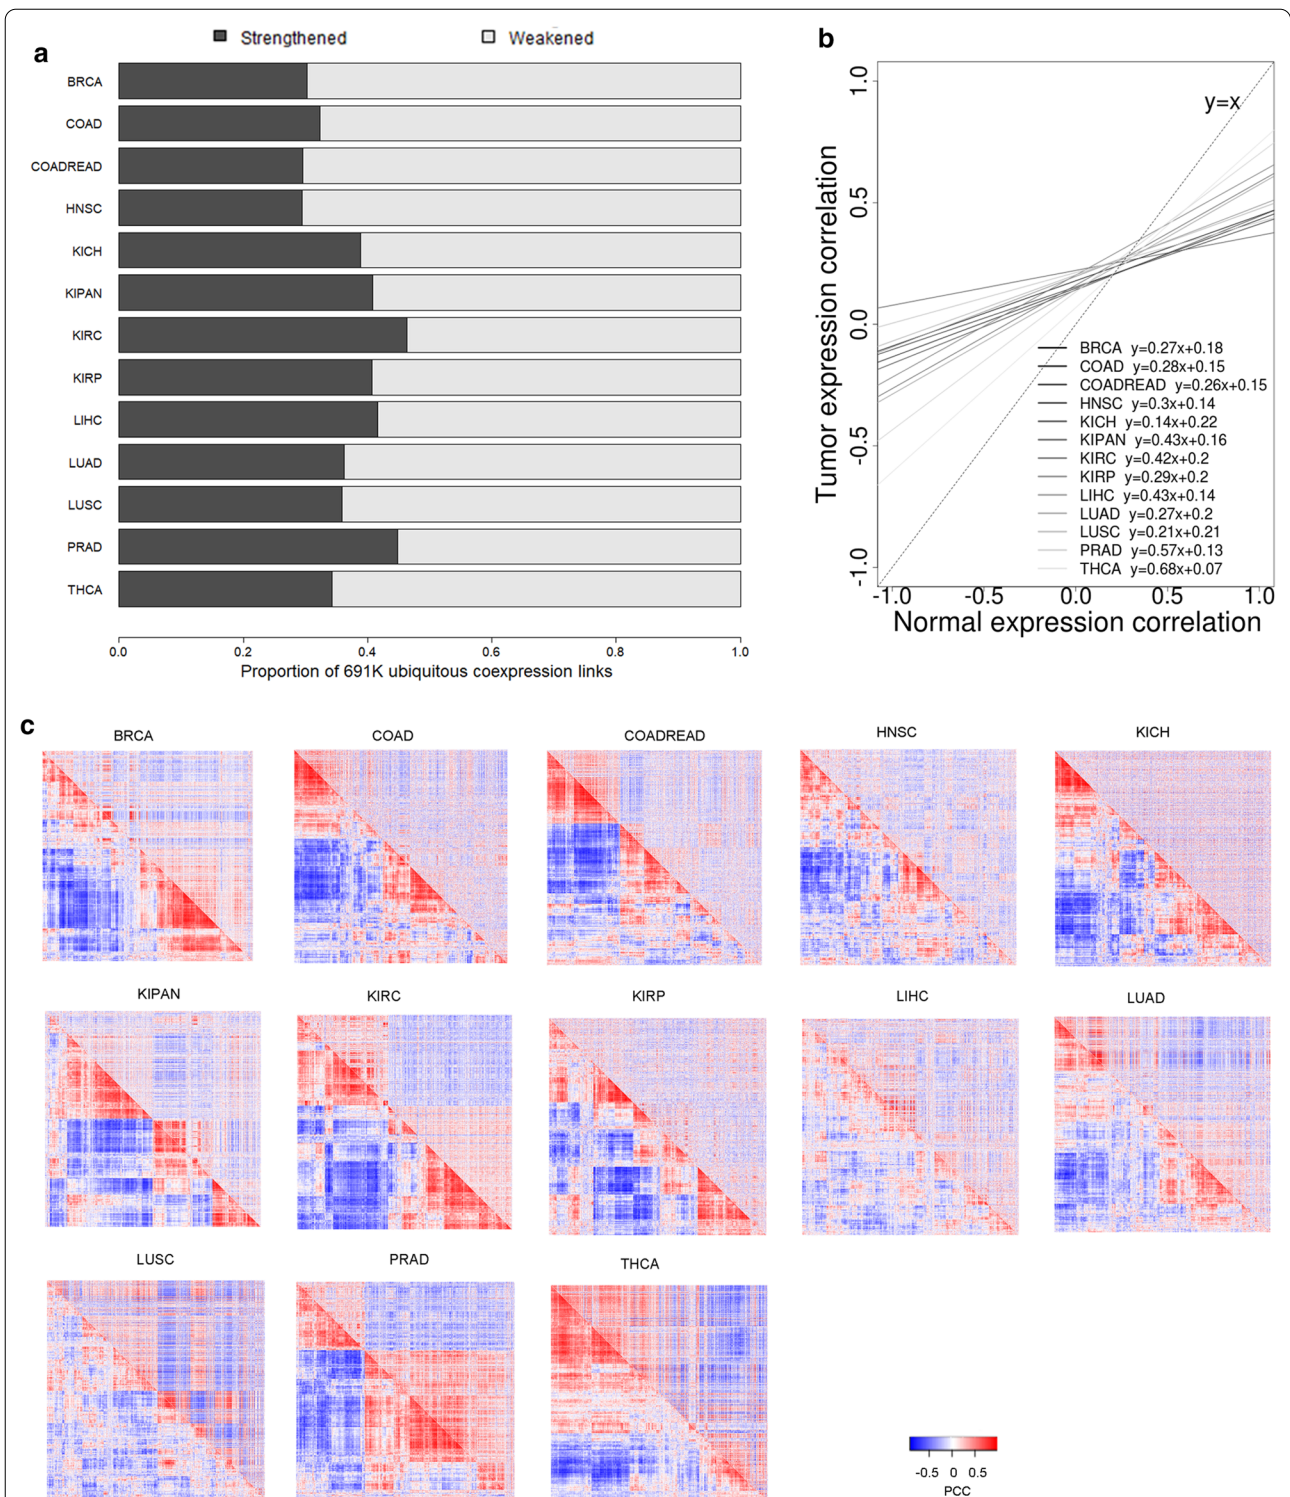 a
Strengthened
Weakened
BRCA
COAD
COADREAD
HNSC
KICH
KIPAN
KIRC
KIRP
LIHC
LUAD
LUSC
PRAD
THCA
0.0 0.2 0.4 0.6 0.8 1.0
Proportion of 691K ubiquitous coexpression links
b
y=x
Tumor expression correlation
1.0
0.5
0.0
-0.5
-1.0
BRCA y=0.27x+0.18
COAD y=0.28x+0.15
COADREAD y=0.26x+0.15
HNSC y=0.3x+0.14
KICH y=0.14x+0.22
KIPAN y=0.43x+0.16
KIRC y=0.42x+0.2
KIRP y=0.29x+0.2
LIHC y=0.43x+0.14
LUAD y=0.27x+0.2
LUSC y=0.21x+0.21
PRAD y=0.57x+0.13
THCA y=0.68x+0.07
-1.0 -0.5 0.0 0.5 1.0
Normal expression correlation
c
BRCA
COAD
COADREAD
HNSC
KICH
KIPAN
KIRC
KIRP
LIHC
LUAD
LUSC
PRAD
THCA
-0.5 0 0.5
PCC